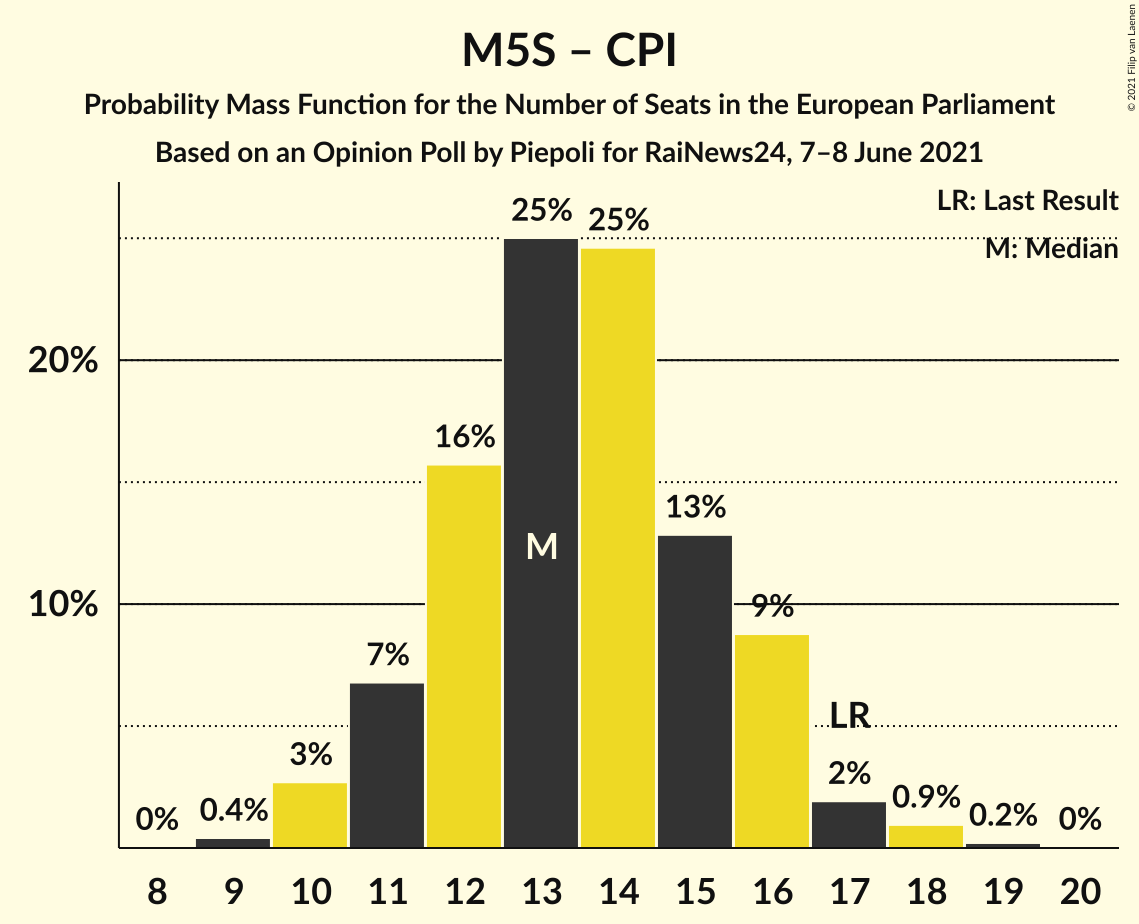 M5S – CPI
Probability Mass Function for the Number of Seats in the European Parliament
Based on an Opinion Poll by Piepoli for RaiNews24, 7–8 June 2021
© 2021 Filip van Laenen
LR: Last Result
M: Median
25%
25%
20%
16%
13%
M
10%
9%
7%
LR
3%
2%
0%
0.4%
0.9%
0.2%
0%
8 9 10 11 12 13 14 15 16 17 18 19 20